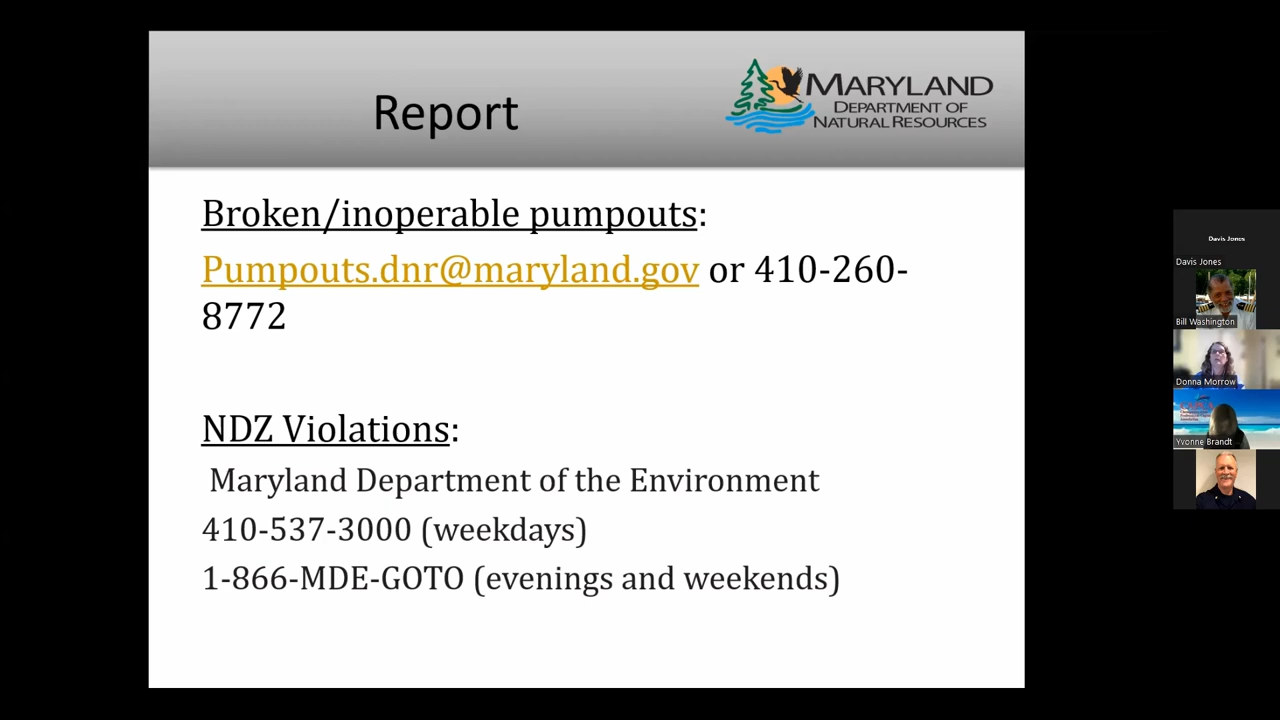 Report
MARYLAND
DEPARTMENT OF
NATURAL RESOURCES
Broken/inoperable pumpouts:
Pumpouts.dnr@maryland.gov or 410-260-
8772
NDZ Violations:
Maryland Department of the Environment
410-537-3000 (weekdays)
1-866-MDE-GOTO (evenings and weekends)
Davis Jones
Davis Jones
Bill Washington
Donna Morrow
Yvonne Brandt